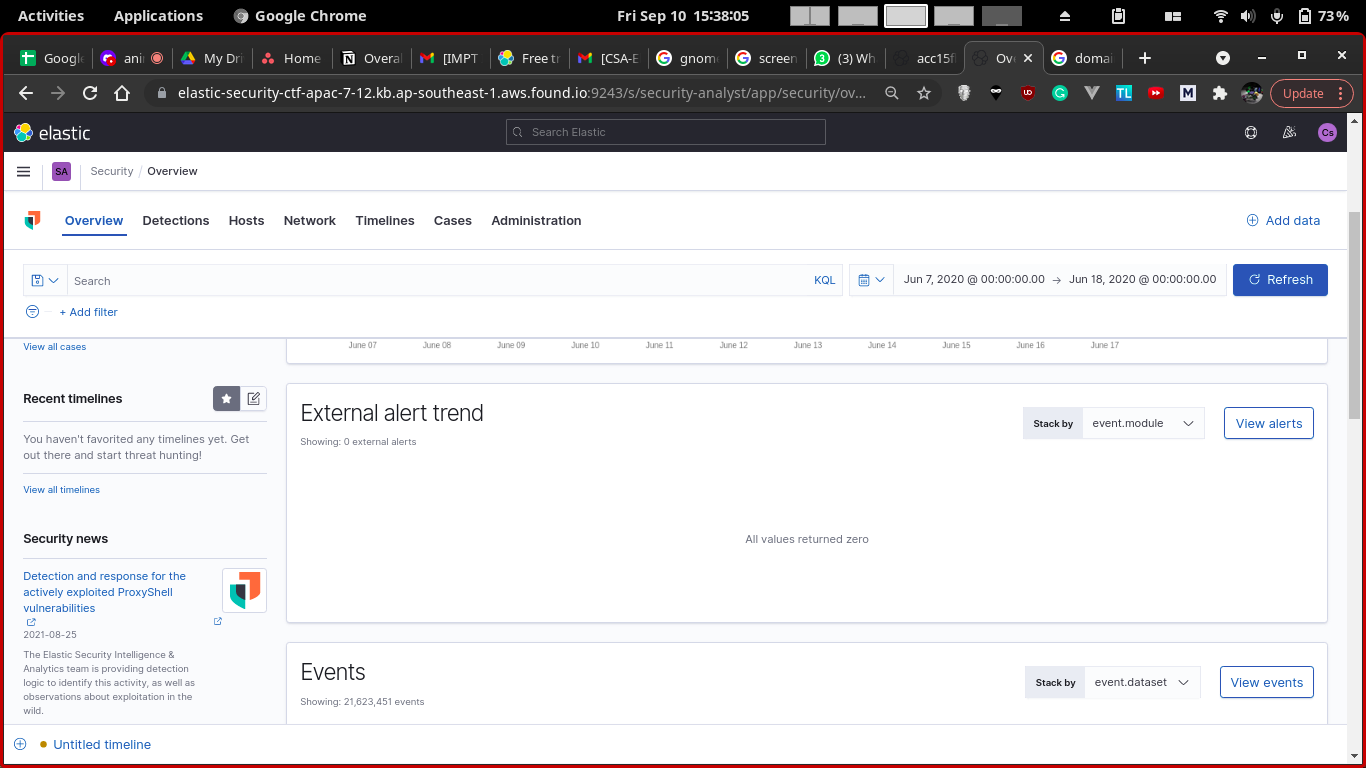 Activities Applications Google Chrome Fri Sep 10 15:38:05 73%
Google ani My Dri Home Overal [IMPT Free tr [CSA-E gnome screen (3) Wh acc15f Ov domai
elastic-security-ctf-apac-7-12.kb.ap-southeast-1.aws.found.io:9243/s/security-analyst/app/security/ov... Update
elastic Search Elastic Cs
SA Security / Overview
Overview Detections Hosts Network Timelines Cases Administration Add data
Search KQL Jun 7, 2020 @ 00:00:00.00 → Jun 18, 2020 @ 00:00:00.00 Refresh
+ Add filter
View all cases
June 07 June 08 June 09 June 10 June 11 June 12 June 13 June 14 June 15 June 16 June 17
Recent timelines
You haven't favorited any timelines yet. Get
out there and start threat hunting!
View all timelines
Security news
Detection and response for the
actively exploited ProxyShell
vulnerabilities
2021-08-25
The Elastic Security Intelligence &
Analytics team is providing detection
logic to identify this activity, as well as
observations about exploitation in the
wild.
External alert trend
Showing: 0 external alerts
Stack by event.module View alerts
All values returned zero
Events
Showing: 21,623,451 events
Stack by event.dataset View events
Untitled timeline